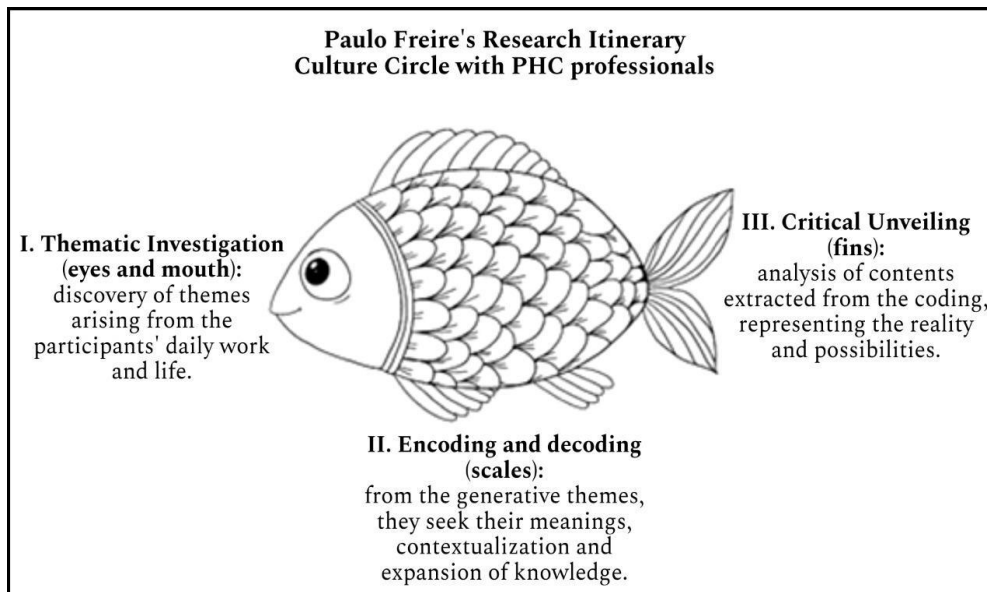 Paulo Freire's Research Itinerary
Culture Circle with PHC professionals
I. Thematic Investigation
(eyes and mouth):
discovery of themes
arising from the
participants' daily work
and life.
II. Encoding and decoding
(scales):
from the generative themes,
they seek their meanings,
contextualization and
expansion of knowledge.
III. Critical Unveiling
(fins):
analysis of contents
extracted from the coding,
representing the reality
and possibilities.